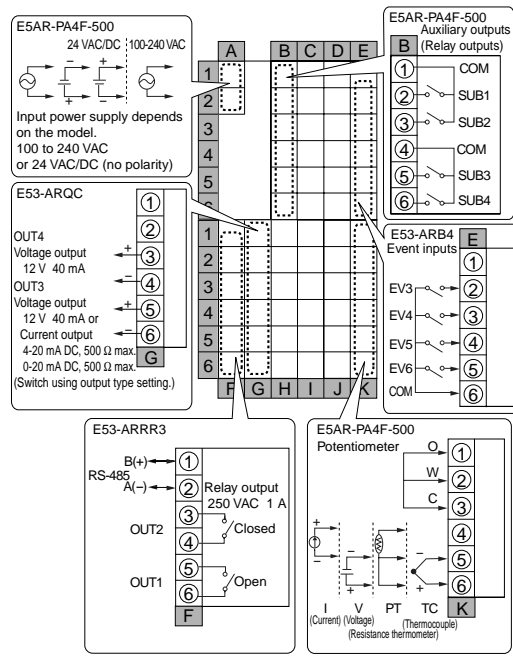 E5AR-PA4F-500
24 VAC/DC 100-240 VAC
+ − +
− + −
Input power supply depends
on the model.
100 to 240 VAC
or 24 VAC/DC (no polarity)
A B C D E
1
2
3
4
5
6
1
2
3
4
5
6
F G H I J K
E5AR-PA4F-500
Auxiliary outputs
(Relay outputs)
B
1 COM
2 SUB1
3 SUB2
4 COM
5 SUB3
6 SUB4
E53-ARQC
1
2
OUT4
Voltage output + 3
12 V 40 mA
− 4
OUT3
Voltage output + 5
12 V 40 mA or
Current output − 6
4-20 mA DC, 500 Ω max.
0-20 mA DC, 500 Ω max.
G
(Switch using output type setting.)
E53-ARB4
Event inputs
E
1
EV3 2
EV4 3
EV5 4
EV6 5
COM 6
E53-ARRR3
B(+) 1
RS-485
A(−) 2
Relay output
250 VAC 1 A
OUT2
3
4
Closed
OUT1
5
6
Open
F
E5AR-PA4F-500
Potentiometer
O 1
W 2
C 3
4
5
6
+ − −
− + +
I V PT TC K
(Current) (Voltage) (Thermocouple)
(Resistance thermometer)